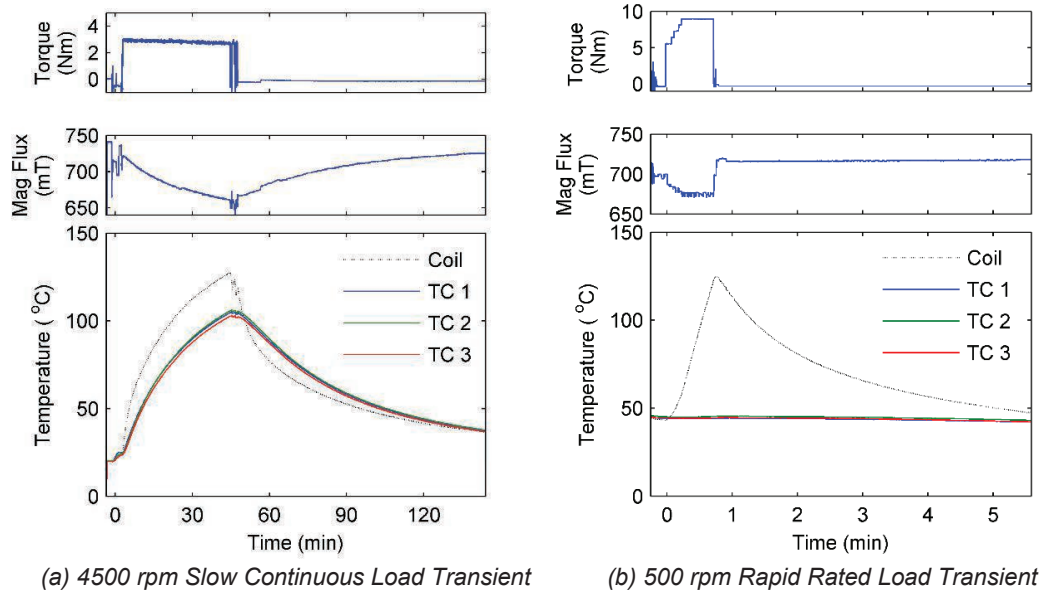 Torque
(Nm)
4
2
0
Mag Flux
(mT)
750
700
650
Temperature ( °C)
150
100
50
0
Coil
TC 1
TC 2
TC 3
0 30 60 90 120
Time (min)
(a) 4500 rpm Slow Continuous Load Transient
Torque
(Nm)
10
5
0
Mag Flux
(mT)
750
700
650
Temperature ( °C)
150
100
50
0
Coil
TC 1
TC 2
TC 3
0 1 2 3 4 5
Time (min)
(b) 500 rpm Rapid Rated Load Transient